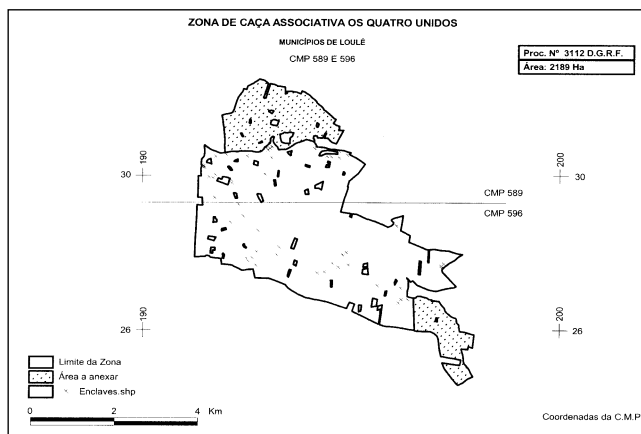 ZONA DE CAÇA ASSOCIATIVA OS QUATRO UNIDOS
MUNICÍPIOS DE LOULÉ
CMP 589 E 596
Proc. Nº 3112 D.G.R.F.
Área: 2189 Ha
190
200
30
30
CMP 589
CMP 596
190
200
26
26
Limite da Zona
Área a anexar
Enclaves.shp
0 2 4 Km
Coordenadas da C.M.P